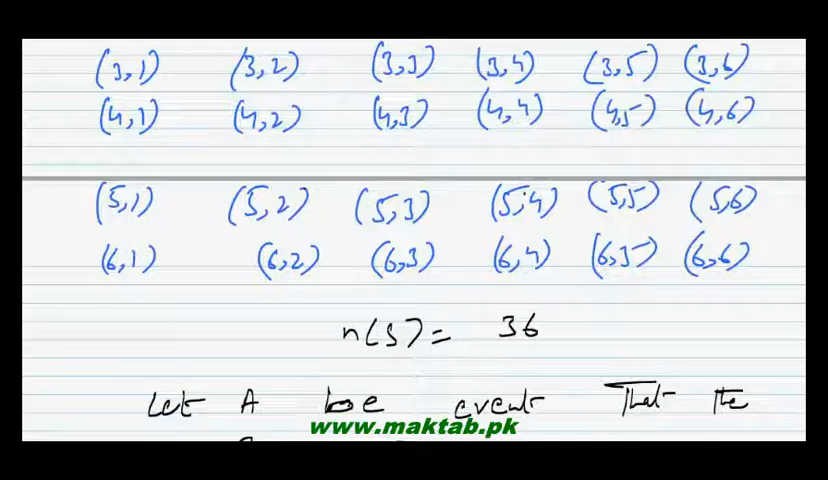 (3,1) (3,2) (3,3) (3,4) (3,5) (3,6)
(4,1) (4,2) (4,3) (4,4) (4,5) (4,6)
(5,1) (5,2) (5,3) (5,4) (5,5) (5,6)
(6,1) (6,2) (6,3) (6,4) (6,5) (6,6)
n(S) = 36
Let A be event That the
www.maktab.pk